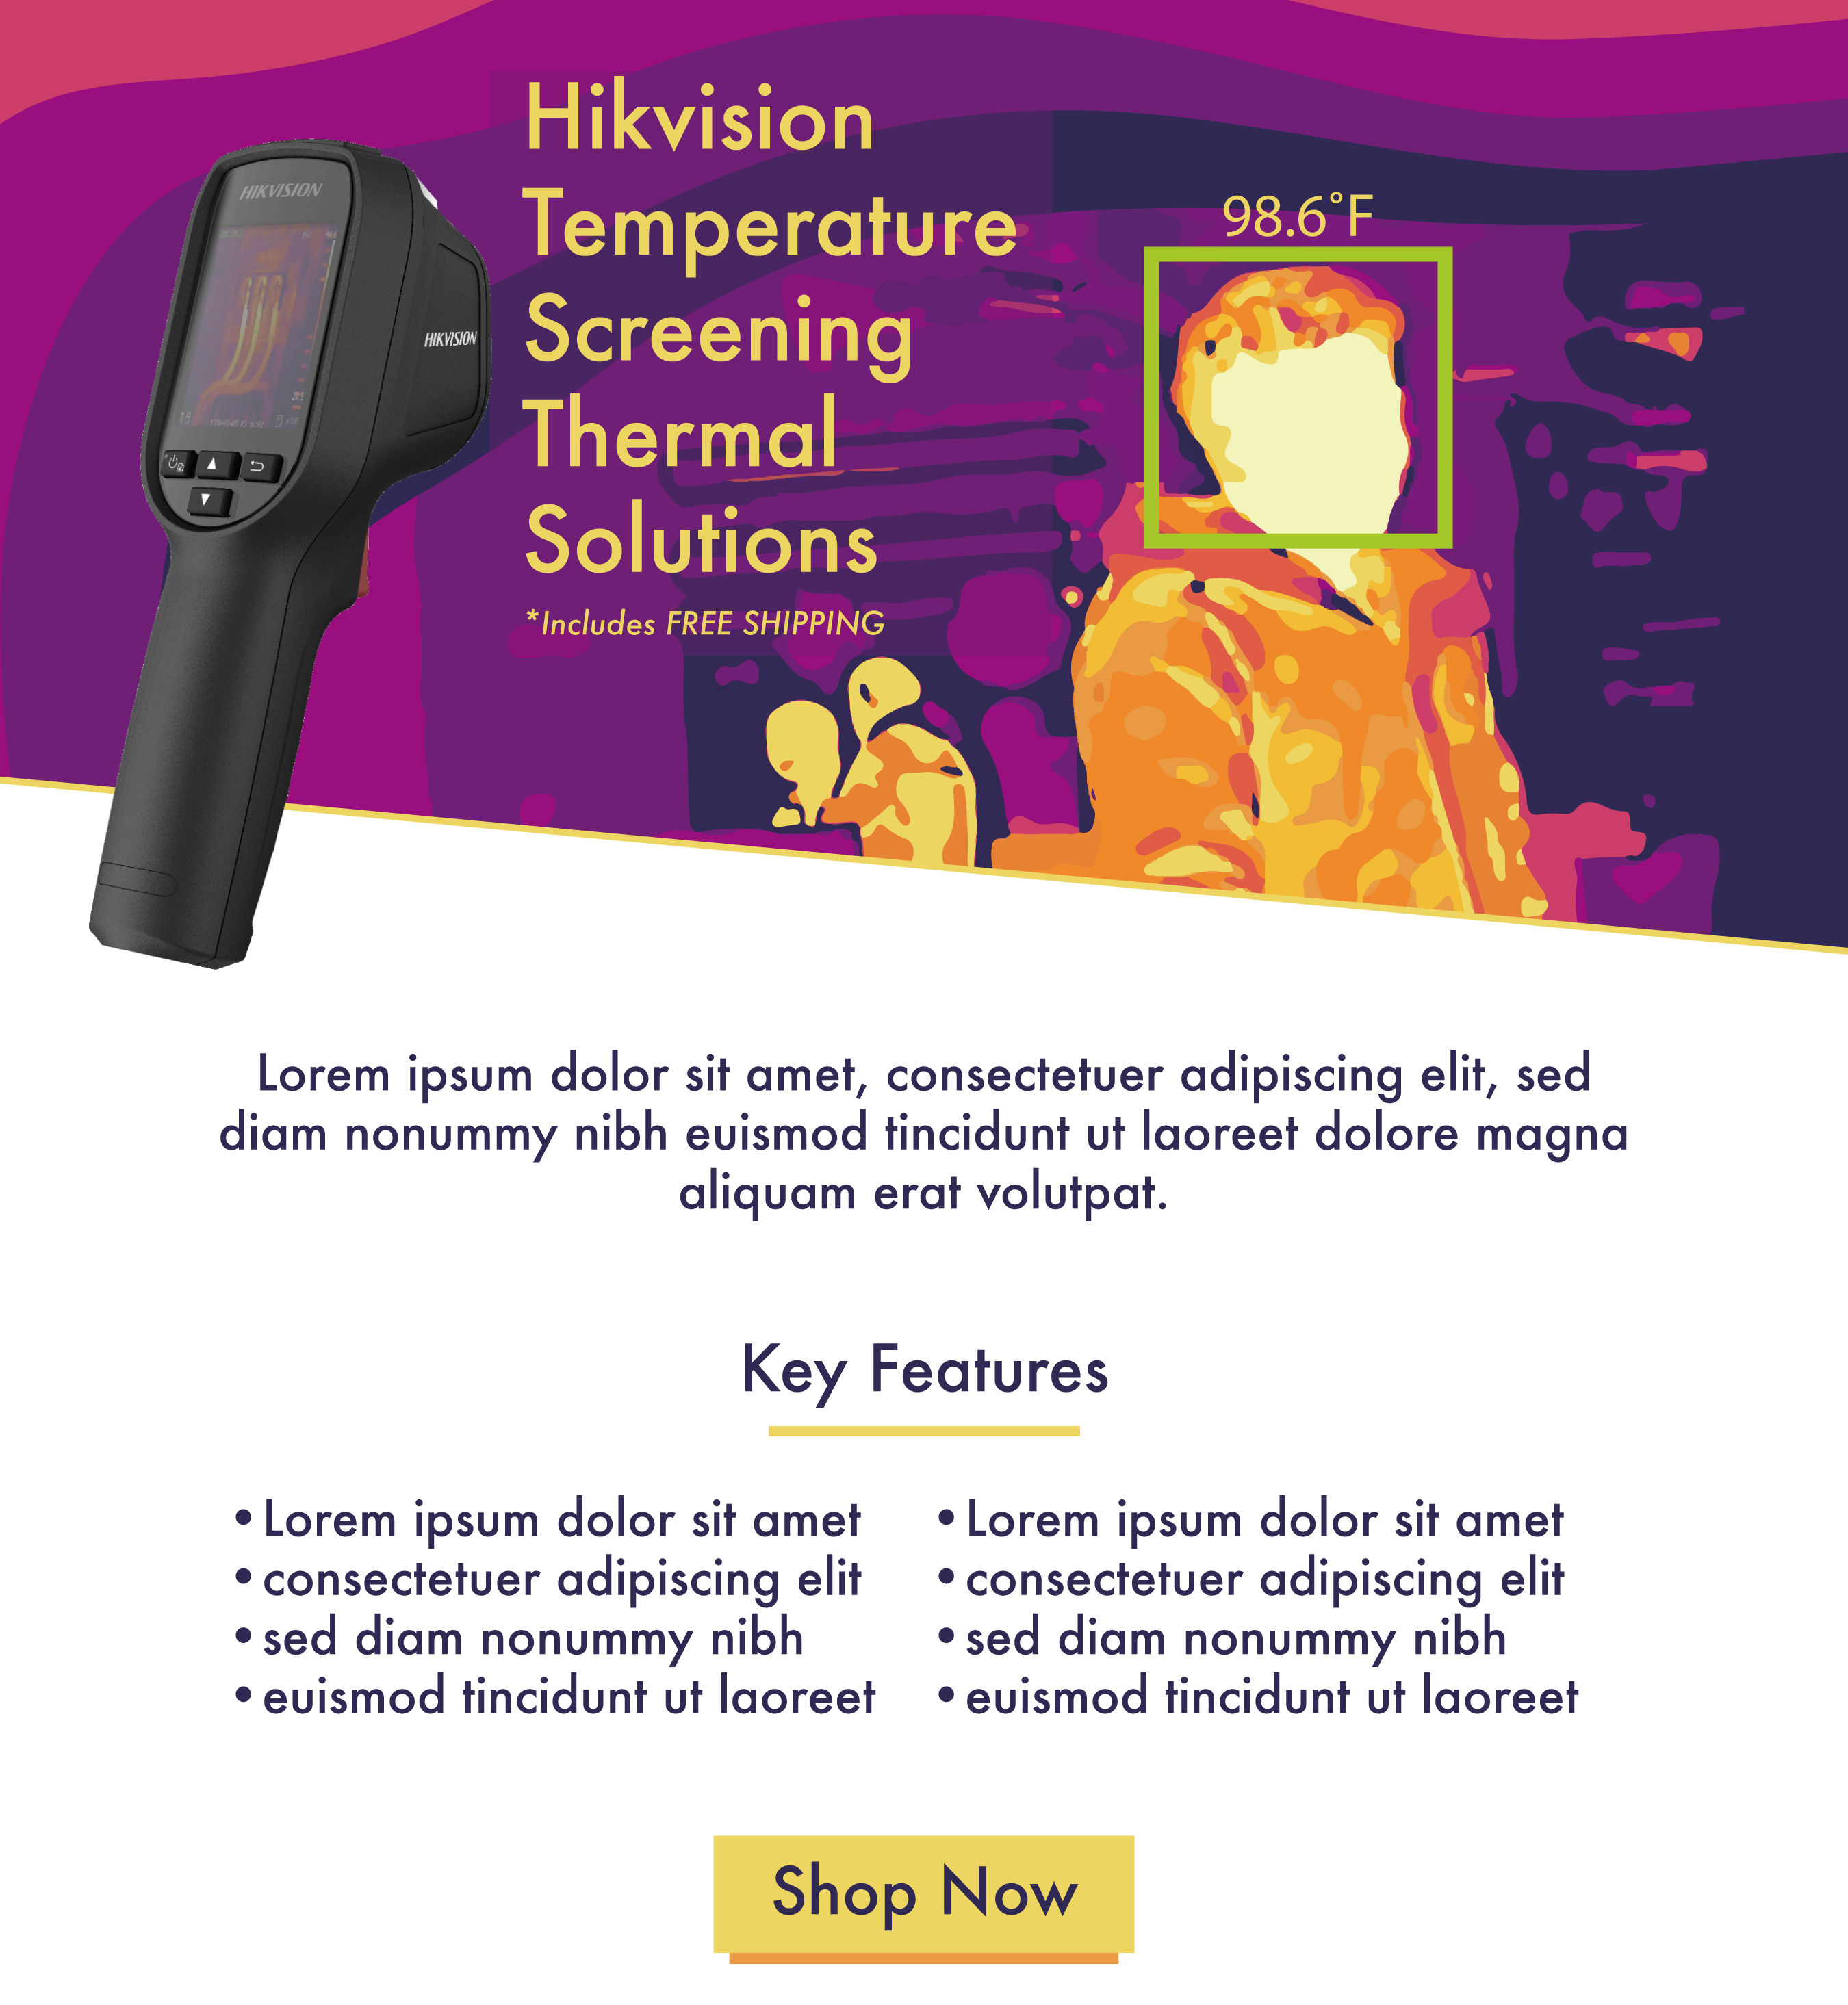 HIKVISION
HIKVISION
Hikvision
Temperature
Screening
Thermal
Solutions
*Includes FREE SHIPPING
98.6°F
Lorem ipsum dolor sit amet, consectetuer adipiscing elit, sed
diam nonummy nibh euismod tincidunt ut laoreet dolore magna
aliquam erat volutpat.
Key Features
•Lorem ipsum dolor sit amet
•consectetuer adipiscing elit
•sed diam nonummy nibh
•euismod tincidunt ut laoreet
•Lorem ipsum dolor sit amet
•consectetuer adipiscing elit
•sed diam nonummy nibh
•euismod tincidunt ut laoreet
Shop Now